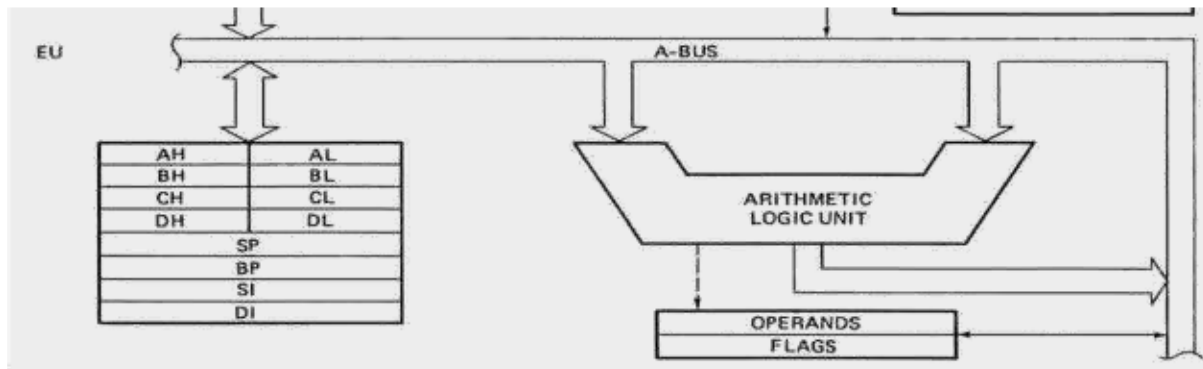 EU
A-BUS
AH AL
BH BL
CH CL
DH DL
SP
BP
SI
DI
ARITHMETIC
LOGIC UNIT
OPERANDS
FLAGS